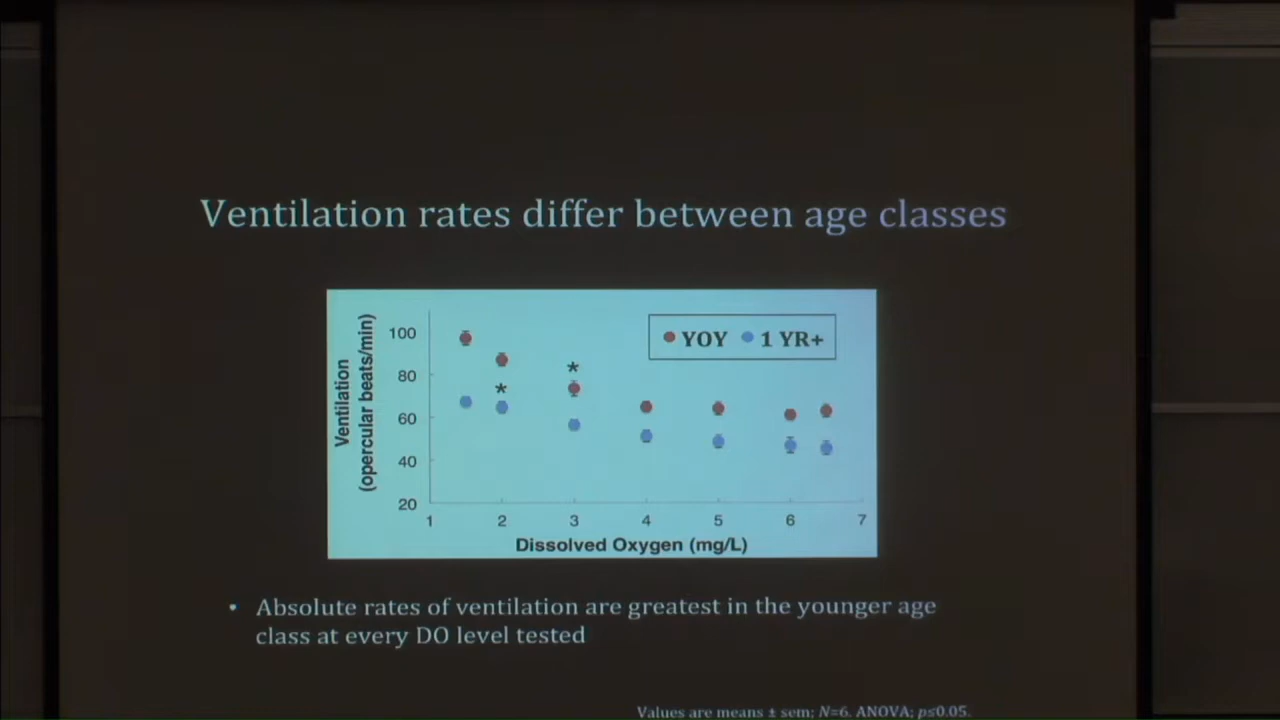 Ventilation rates differ between age classes
Ventilation
(opercular beats/min)
100
80
60
40
20
YOY 1 YR+
*
*
1 2 3 4 5 6 7
Dissolved Oxygen (mg/L)
• Absolute rates of ventilation are greatest in the younger age
class at every DO level tested
Values are means ± sem; N=6. ANOVA; p≤0.05.